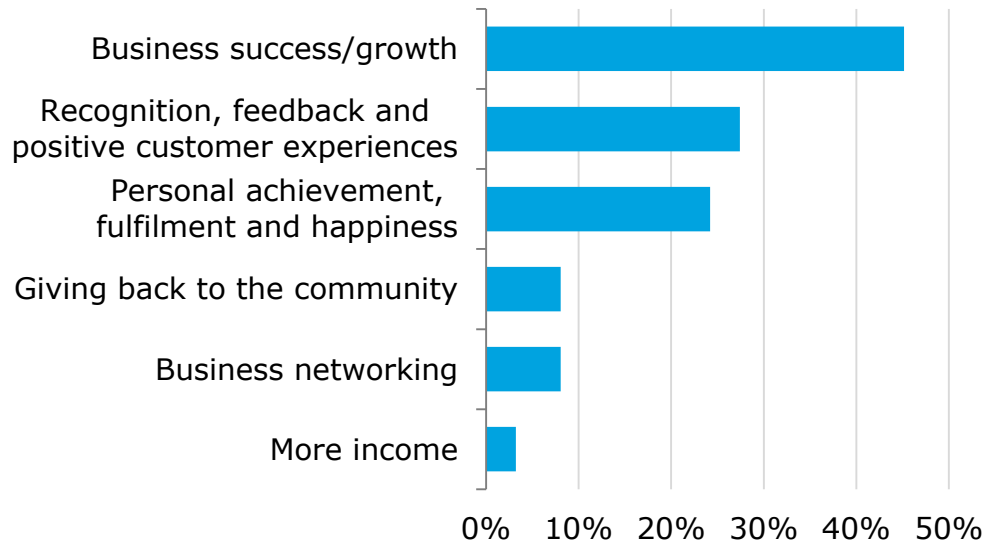 Business success/growth
Recognition, feedback and
positive customer experiences
Personal achievement,
fulfilment and happiness
Giving back to the community
Business networking
More income
0% 10% 20% 30% 40% 50%